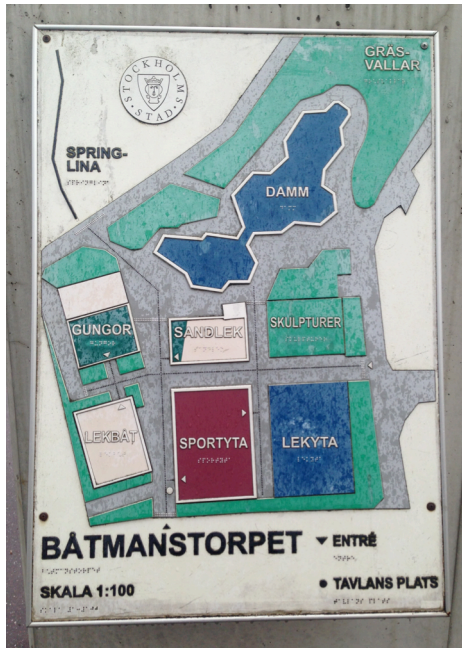 STOCKHOLMS
STAD
GRÄS-
VALLAR
SPRING-
LINA
DAMM
GUNGOR
SANDLEK
SKULPTURER
LEKBÅT
SPORTYTA
LEKYTA
BÅTMANSTORPET
ENTRÉ
SKALA 1:100
TAVLANS PLATS